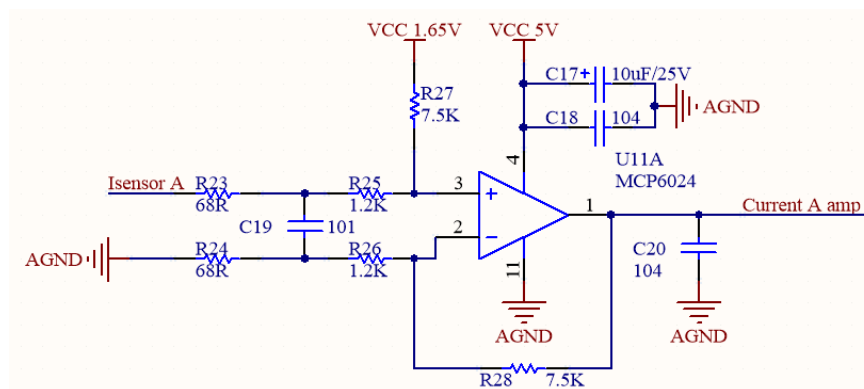 VCC 1.65V
VCC 5V
C17
+
10uF/25V
R27
7.5K
AGND
C18
104
4
U11A
MCP6024
Isensor A
R23
68R
R25
1.2K
3
+
C19
101
2
−
1
Current A amp
AGND
R24
68R
R26
1.2K
11
C20
104
AGND
AGND
R28
7.5K